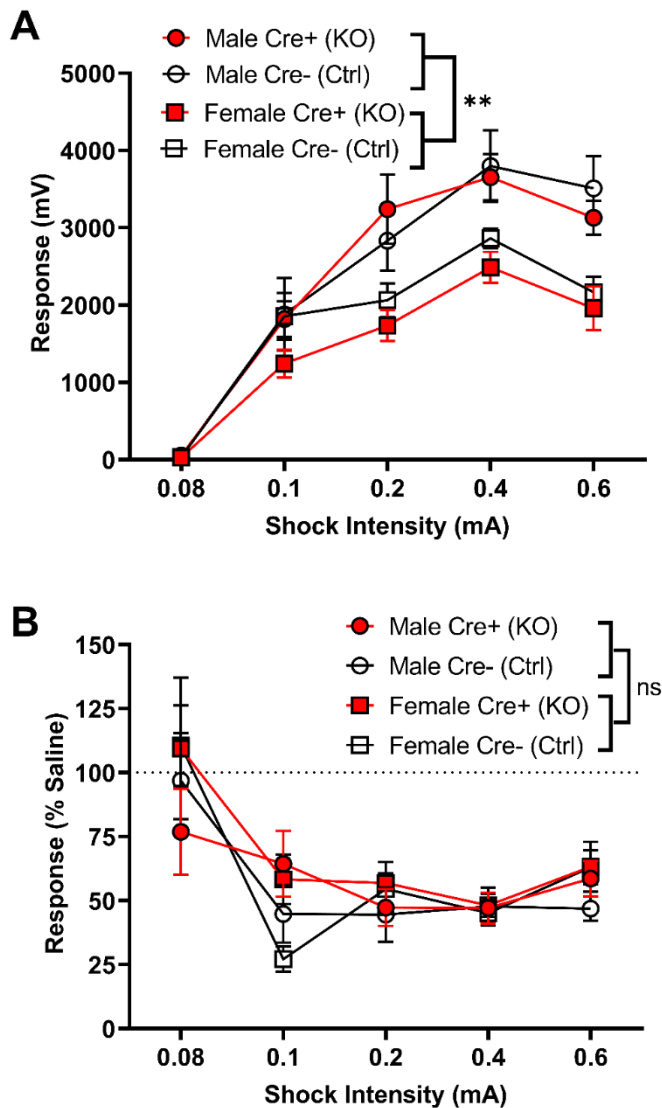 A
Male Cre+ (KO)
Male Cre- (Ctrl)
Female Cre+ (KO)
Female Cre- (Ctrl)
**
5000
4000
3000
2000
1000
0
Response (mV)
0.08 0.1 0.2 0.4 0.6
Shock Intensity (mA)
B
Male Cre+ (KO)
Male Cre- (Ctrl)
Female Cre+ (KO)
Female Cre- (Ctrl)
ns
150
125
100
75
50
25
0
Response (% Saline)
0.08 0.1 0.2 0.4 0.6
Shock Intensity (mA)